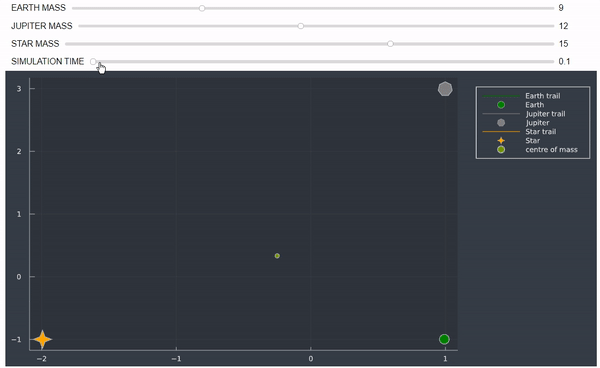 EARTH MASS 9
JUPITER MASS 12
STAR MASS 15
SIMULATION TIME 0.1
Earth trail
Earth
Jupiter trail
Jupiter
Star trail
Star
centre of mass
3
2
1
0
−1
−2 −1 0 1